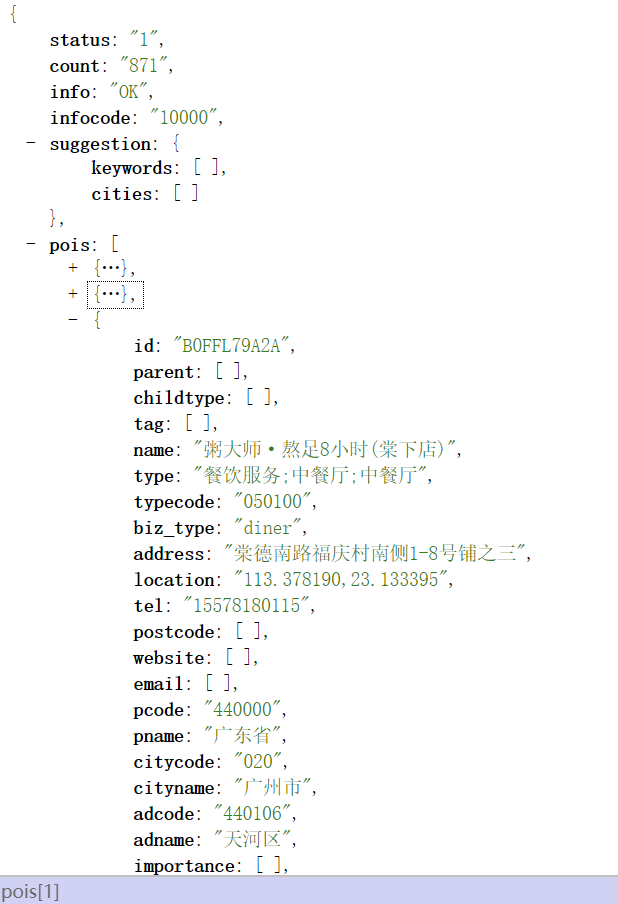 {
status: "1",
count: "871",
info: "OK",
infocode: "10000",
- suggestion: {
keywords: [ ],
cities: [ ]
},
- pois: [
+ {…},
+ {…},
- {
id: "B0FFL79A2A",
parent: [ ],
childtype: [ ],
tag: [ ],
name: "粥大师·熬足8小时(棠下店)",
type: "餐饮服务;中餐厅;中餐厅",
typecode: "050100",
biz_type: "diner",
address: "棠德南路福庆村南侧1-8号铺之三",
location: "113.378190,23.133395",
tel: "15578180115",
postcode: [ ],
website: [ ],
email: [ ],
pcode: "440000",
pname: "广东省",
citycode: "020",
cityname: "广州市",
adcode: "440106",
adname: "天河区",
importance: [ ],
pois[1]